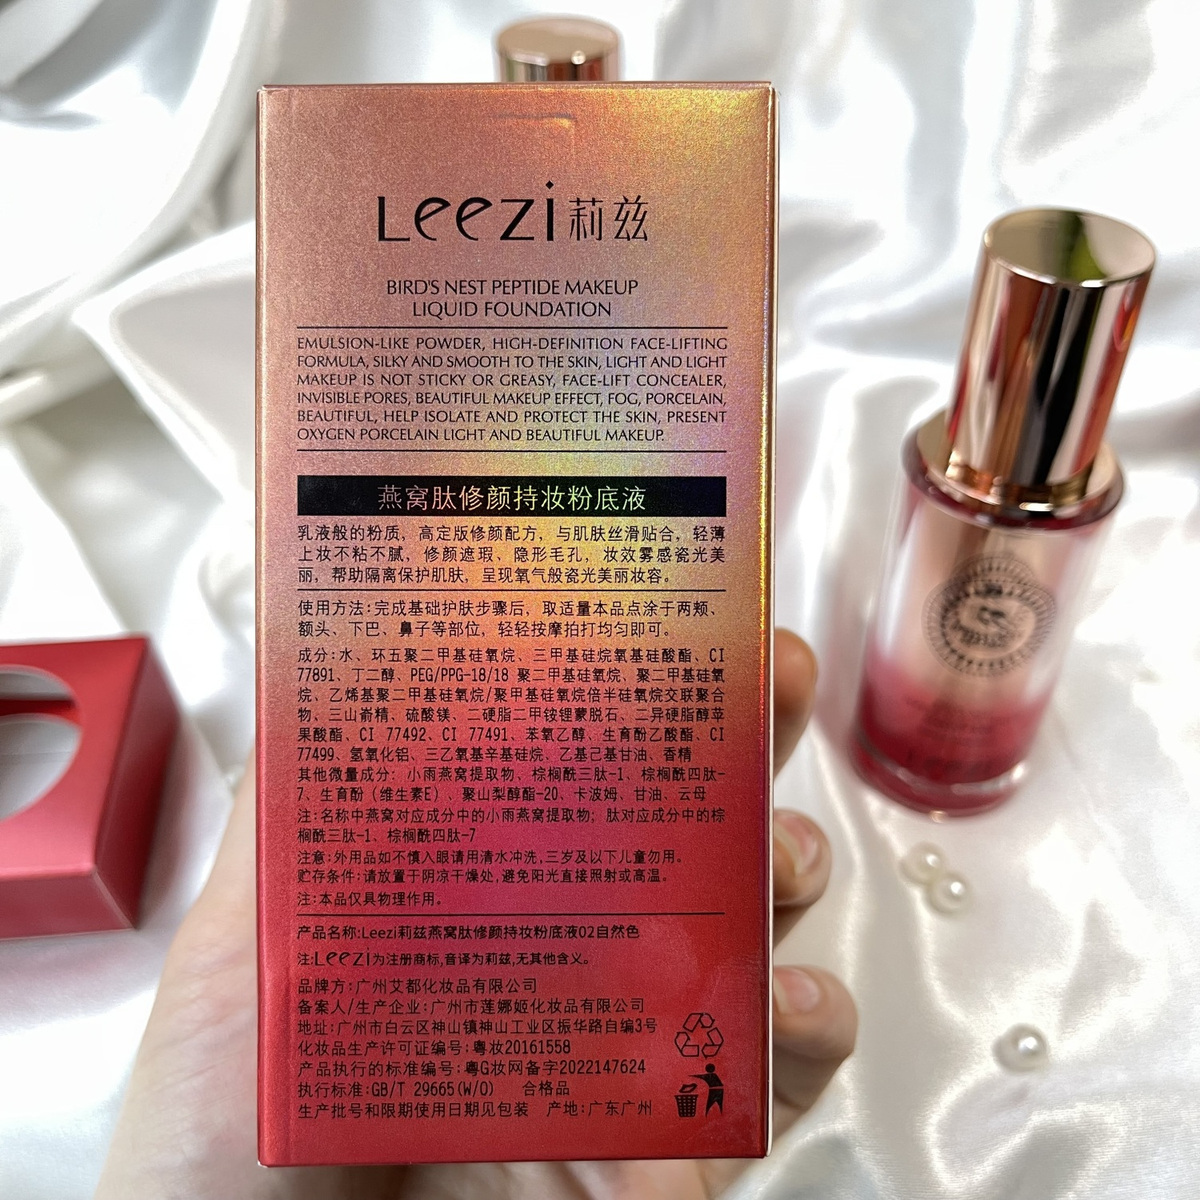 Leezi莉兹
BIRD'S NEST PEPTIDE MAKEUP
LIQUID FOUNDATION
EMULSION-LIKE POWDER, HIGH-DEFINITION FACE-LIFTING
FORMULA, SILKY AND SMOOTH TO THE SKIN, LIGHT AND LIGHT
MAKEUP IS NOT STICKY OR GREASY, FACE-LIFT CONCEALER,
INVISIBLE PORES, BEAUTIFUL MAKEUP EFFECT, FOG, PORCELAIN,
BEAUTIFUL, HELP ISOLATE AND PROTECT THE SKIN, PRESENT
OXYGEN PORCELAIN LIGHT AND BEAUTIFUL MAKEUP.
燕窝肽修颜持妆粉底液
乳液般的粉质，高定版修颜配方，与肌肤丝滑贴合，轻薄
上妆不粘不腻，修颜遮瑕、隐形毛孔，妆效雾感瓷光美
丽，帮助隔离保护肌肤，呈现氧气般瓷光美丽妆容。
使用方法:完成基础护肤步骤后，取适量本品点涂于两颊、
额头、下巴、鼻子等部位，轻轻按摩拍打均匀即可。
成分:水、环五聚二甲基硅氧烷、三甲基硅烷氧基硅酸酯、CI
77891、丁二醇、PEG/PPG-18/18 聚二甲基硅氧烷、聚二甲基硅氧
烷、乙烯基聚二甲基硅氧烷/聚甲基硅氧烷倍半硅氧烷交联聚合
物、三山嵛精、硫酸镁、二硬脂二甲铵锂蒙脱石、二异硬脂醇苹
果酸酯、CI 77492、CI 77491、苯氧乙醇、生育酚乙酸酯、CI
77499、氢氧化铝、三乙氧基辛基硅烷、乙基己基甘油、香精
其他微量成分: 小雨燕窝提取物、棕榈酰三肽-1、棕榈酰四肽-
7、生育酚（维生素E）、聚山梨醇酯-20、卡波姆、甘油、云母
注:名称中燕窝对应成分中的小雨燕窝提取物；肽对应成分中的棕
榈酰三肽-1、棕榈酰四肽-7
注意:外用品如不慎入眼请用清水冲洗,三岁及以下儿童勿用。
贮存条件:请放置于阴凉干燥处,避免阳光直接照射或高温。
注:本品仅具物理作用。
产品名称:Leezi莉兹燕窝肽修颜持妆粉底液02自然色
注:Leezi为注册商标,音译为莉兹,无其他含义。
品牌方:广州艾都化妆品有限公司
备案人/生产企业:广州市莲娜姬化妆品有限公司
地址:广州市白云区神山镇神山工业区振华路自编3号
化妆品生产许可证编号:粤妆20161558
产品执行的标准编号:粤G妆网备字2022147624
执行标准:GB/T 29665(W/O) 合格品
生产批号和限期使用日期见包装 产地:广东广州